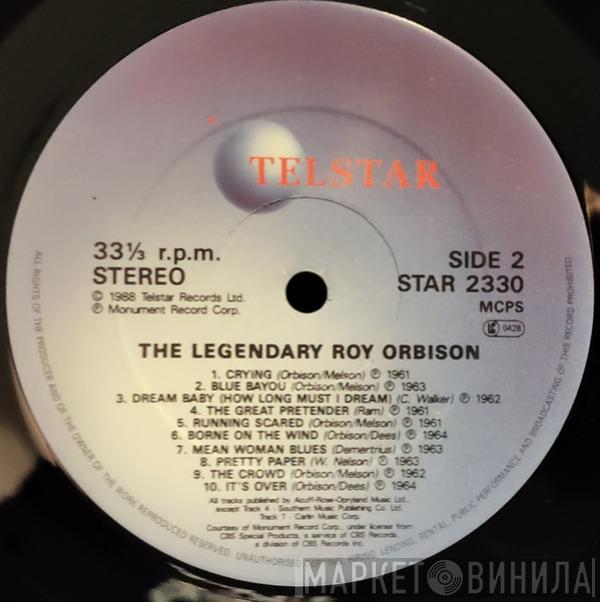 TELSTAR
33⅓ r.p.m.
STEREO
© 1988 Telstar Records Ltd.
℗ Monument Record Corp.
SIDE 2
STAR 2330
MCPS
LC 0428
THE LEGENDARY ROY ORBISON
1. CRYING (Orbison/Melson) ℗ 1961
2. BLUE BAYOU (Orbison/Melson) ℗ 1963
3. DREAM BABY (HOW LONG MUST I DREAM) (C. Walker) ℗ 1962
4. THE GREAT PRETENDER (Ram) ℗ 1961
5. RUNNING SCARED (Orbison/Melson) ℗ 1961
6. BORNE ON THE WIND (Orbison/Dees) ℗ 1964
7. MEAN WOMAN BLUES (Demertrius) ℗ 1963
8. PRETTY PAPER (W. Nelson) ℗ 1963
9. THE CROWD (Orbison/Melson) ℗ 1962
10. IT'S OVER (Orbison/Dees) ℗ 1964
All tracks published by Acuff-Rose-Opryland Music Ltd.,
except Track 4 - Southern Music Publishing Co. Ltd.
Track 7 - Carlin Music Corp.
Courtesy of Monument Record Corp., under license from
CBS Special Products, a service of CBS Records,
a division of CBS Records Inc.
ALL RIGHTS OF THE PRODUCER AND OF THE OWNER OF THE WORK REPRODUCED RESERVED. UNAUTHORISED COPYING, HIRING, LENDING, RENTAL, PUBLIC PERFORMANCE AND BROADCASTING OF THIS RECORD PROHIBITED.
МАРКЕТ ВИНИЛА